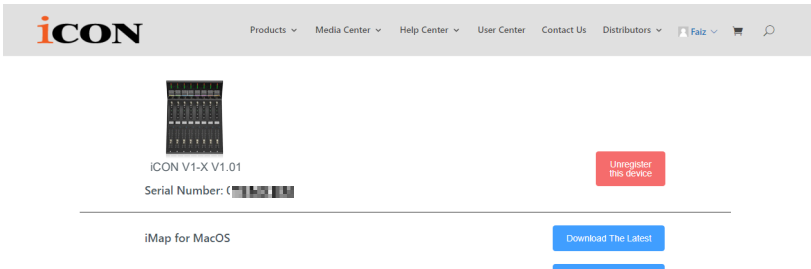 iCON
Products Media Center Help Center User Center Contact Us Distributors Faiz
iCON V1-X V1.01
Unregister
this device
Serial Number:
iMap for MacOS
Download The Latest